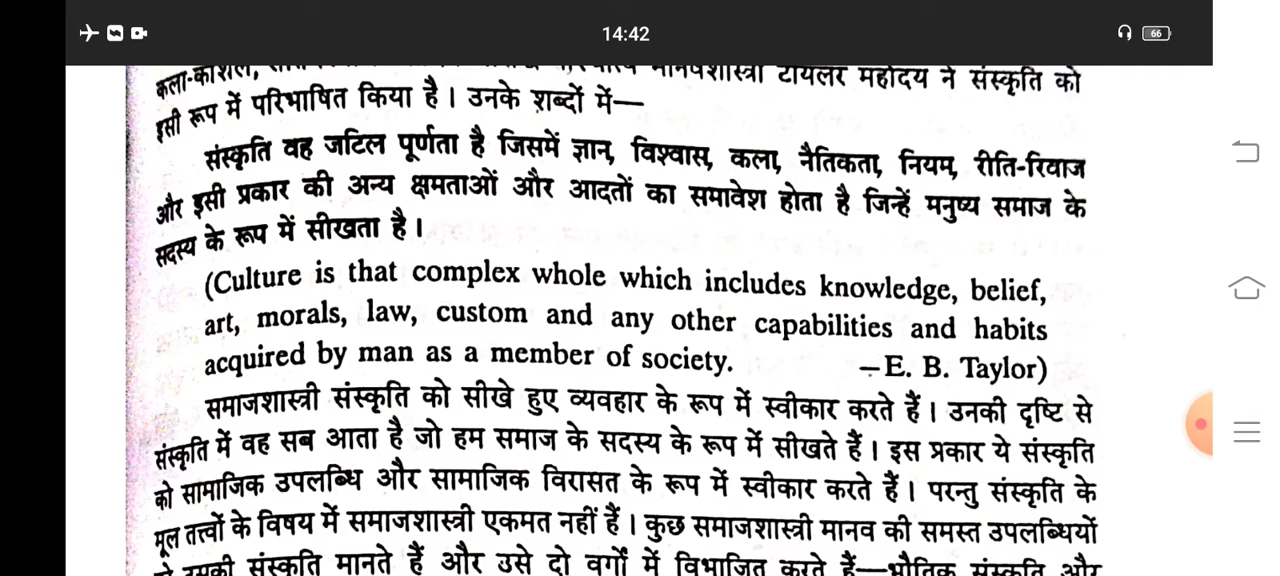 14:42
66
कला-कौशल, मानवशास्त्री टायलर महोदय ने संस्कृति को
इसी रूप में परिभाषित किया है। उनके शब्दों में—
संस्कृति वह जटिल पूर्णता है जिसमें ज्ञान, विश्वास, कला, नैतिकता, नियम, रीति-रिवाज
और इसी प्रकार की अन्य क्षमताओं और आदतों का समावेश होता है जिन्हें मनुष्य समाज के
सदस्य के रूप में सीखता है।
(Culture is that complex whole which includes knowledge, belief,
art, morals, law, custom and any other capabilities and habits
acquired by man as a member of society. —E. B. Taylor)
समाजशास्त्री संस्कृति को सीखे हुए व्यवहार के रूप में स्वीकार करते हैं। उनकी दृष्टि से
संस्कृति में वह सब आता है जो हम समाज के सदस्य के रूप में सीखते हैं। इस प्रकार ये संस्कृति
को सामाजिक उपलब्धि और सामाजिक विरासत के रूप में स्वीकार करते हैं। परन्तु संस्कृति के
मूल तत्त्वों के विषय में समाजशास्त्री एकमत नहीं हैं। कुछ समाजशास्त्री मानव की समस्त उपलब्धियों
उसकी संस्कृति मानते हैं और उसे दो वर्गों में विभाजित करते हैं—भौतिक संस्कृति और